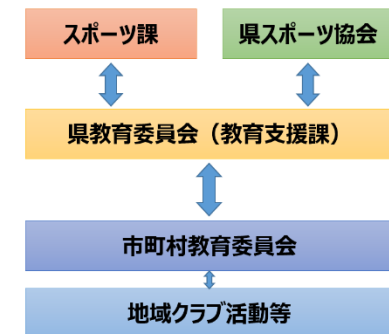 スポーツ課
県スポーツ協会
県教育委員会（教育支援課）
市町村教育委員会
地域クラブ活動等